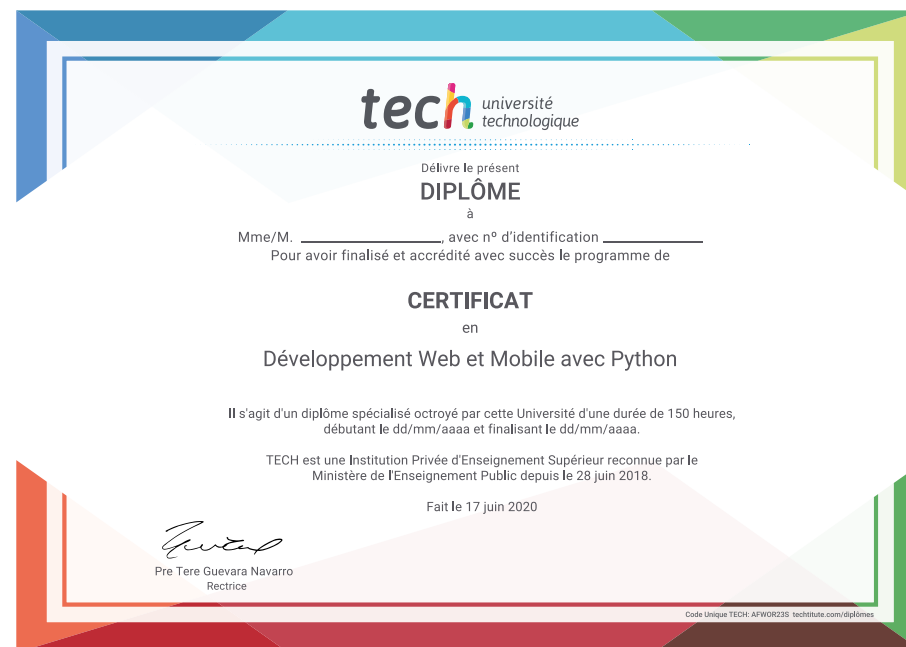 tech université
technologique
Délivre le présent
DIPLÔME
à
Mme/M. ____________________, avec nº d'identification ______________
Pour avoir finalisé et accrédité avec succès le programme de
CERTIFICAT
en
Développement Web et Mobile avec Python
Il s'agit d'un diplôme spécialisé octroyé par cette Université d'une durée de 150 heures,
débutant le dd/mm/aaaa et finalisant le dd/mm/aaaa.
TECH est une Institution Privée d'Enseignement Supérieur reconnue par le
Ministère de l'Enseignement Public depuis le 28 juin 2018.
Fait le 17 juin 2020
Pre Tere Guevara Navarro
Rectrice
Code Unique TECH: AFWOR23S techtitute.com/diplômes